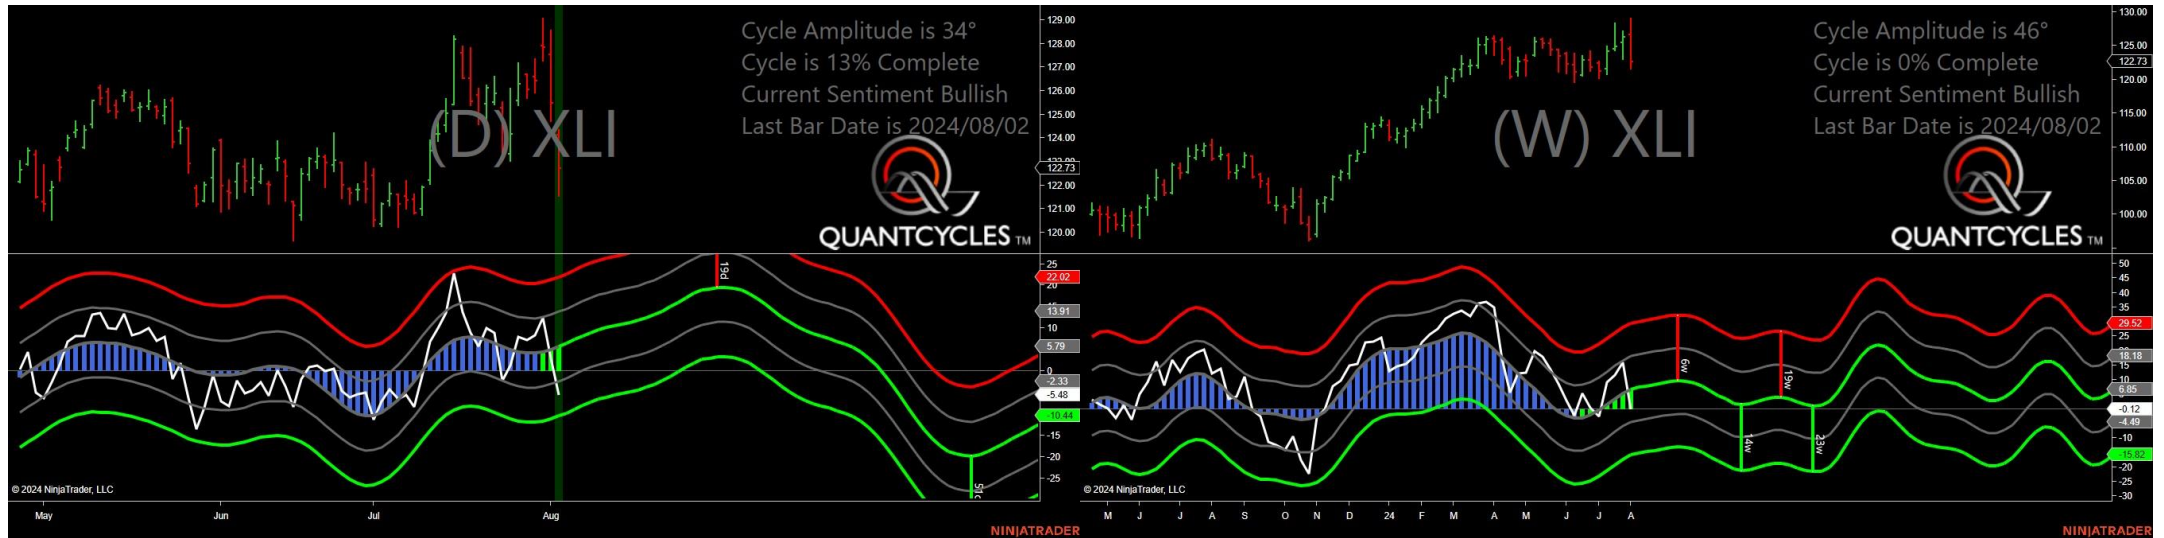 Cycle Amplitude is 34°
Cycle is 13% Complete
Current Sentiment Bullish
Last Bar Date is 2024/08/02
(D) XLI
QUANTCYCLES TM
129.00
128.00
127.00
126.00
125.00
124.00
122.73
122.00
121.00
120.00
19d
25
22.02
20
13.91
10
5.79
0
-2.33
-5.48
-10.44
-15
-20
-25
© 2024 NinjaTrader, LLC
May Jun Jul Aug
NINJATRADER
Cycle Amplitude is 46°
Cycle is 0% Complete
Current Sentiment Bullish
Last Bar Date is 2024/08/02
(W) XLI
QUANTCYCLES TM
130.00
125.00
122.73
120.00
115.00
110.00
105.00
100.00
6w
19w
14w
23w
50
45
40
35
29.52
25
18.18
15
10
6.85
-0.12
-4.49
-10
-15.82
-20
-25
-30
© 2024 NinjaTrader, LLC
M J J A S O N D 24 F M A M J J A
NINJATRADER